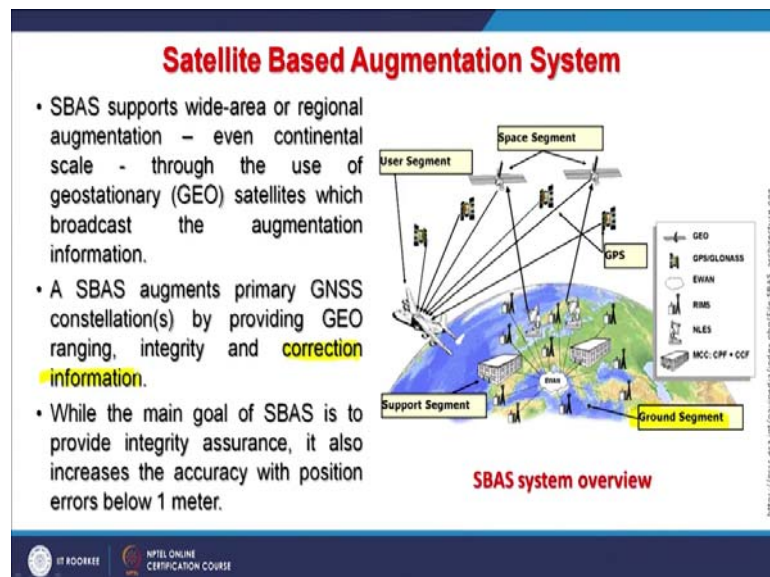 Satellite Based Augmentation System
• SBAS supports wide-area or regional
augmentation – even continental
scale - through the use of
geostationary (GEO) satellites which
broadcast the augmentation
information.
• A SBAS augments primary GNSS
constellation(s) by providing GEO
ranging, integrity and correction
information.
• While the main goal of SBAS is to
provide integrity assurance, it also
increases the accuracy with position
errors below 1 meter.
Space Segment
User Segment
GPS
GEO
GPS/GLONASS
EWAN
RIMS
NLES
MCC: CPF + CCF
EWAN
Support Segment
Ground Segment
SBAS system overview
IIT ROORKEE
NPTEL ONLINE
CERTIFICATION COURSE